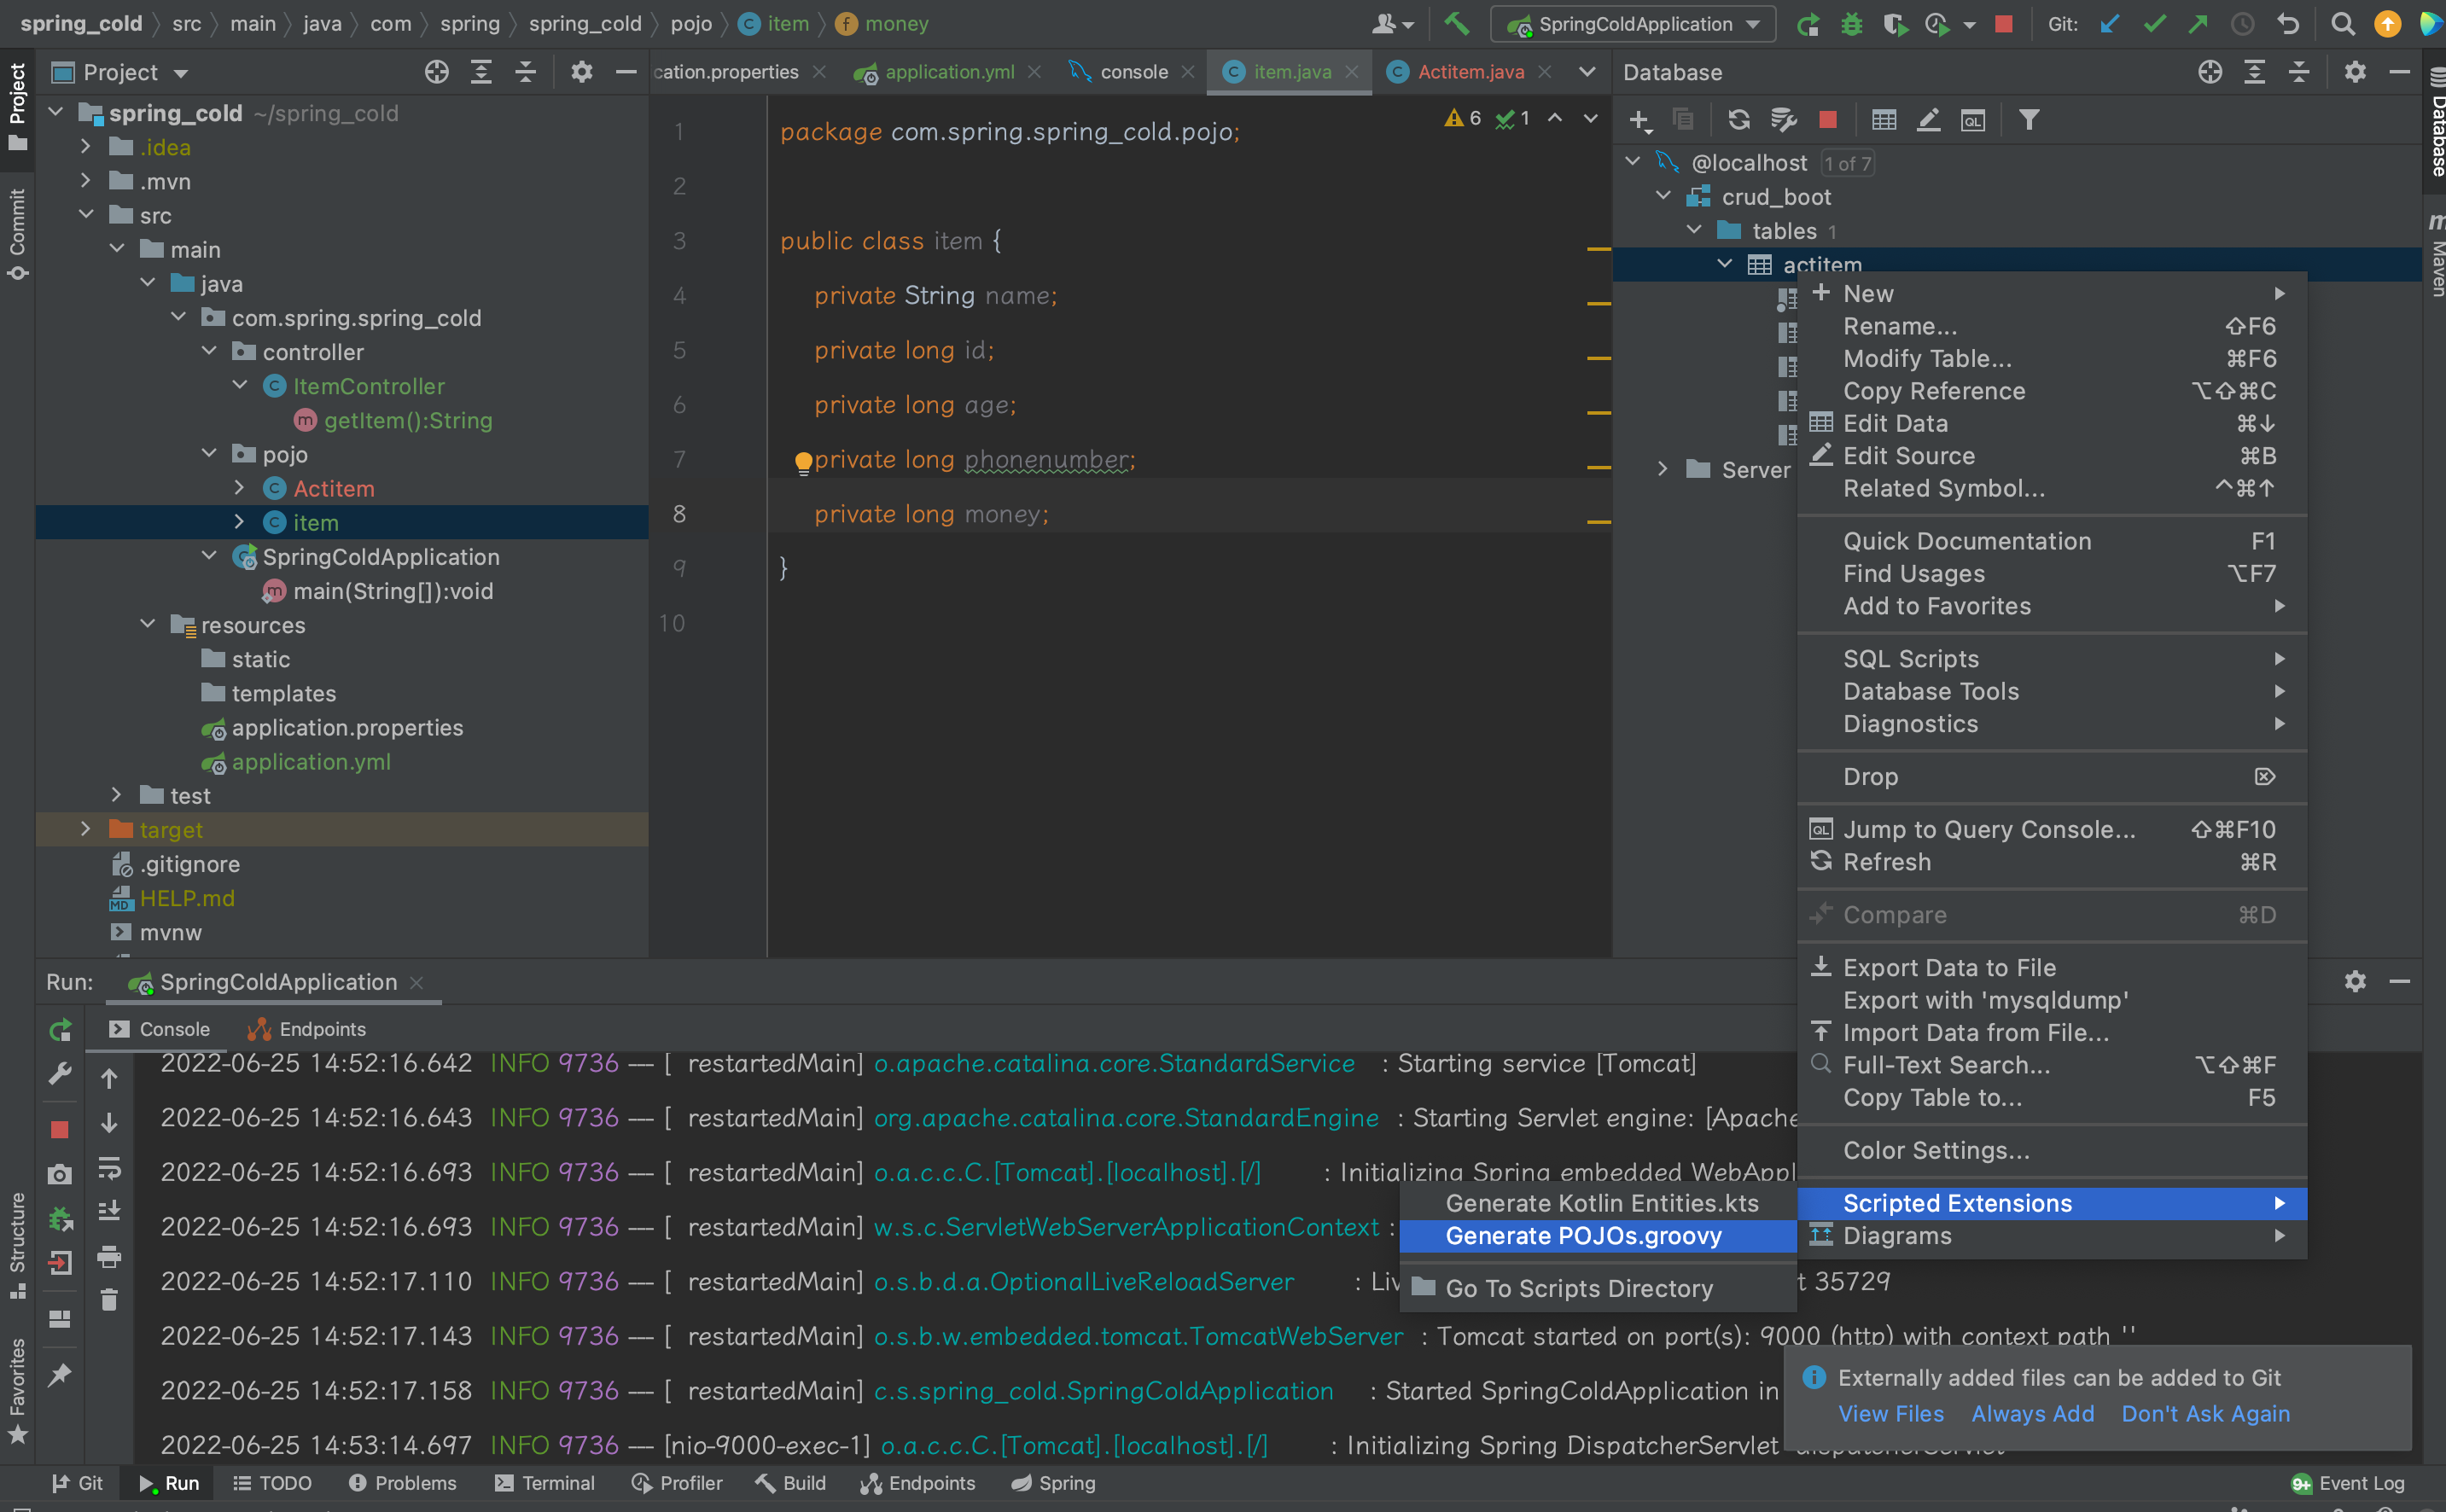 spring_cold src main java com spring spring_cold pojo item money
SpringColdApplication
Git:
Project
cation.properties application.yml console item.java Actitem.java
Database
spring_cold ~/spring_cold
.idea
.mvn
src
main
java
com.spring.spring_cold
controller
ItemController
getItem():String
pojo
Actitem
item
SpringColdApplication
main(String[]):void
resources
static
templates
application.properties
application.yml
test
target
.gitignore
HELP.md
mvnw
Project
Commit
Structure
Favorites
1 package com.spring.spring_cold.pojo;
2
3 public class item {
4 private String name;
5 private long id;
6 private long age;
7 private long phonenumber;
8 private long money;
9 }
10
6 1
@localhost 1 of 7
crud_boot
tables 1
actitem
Server
Database
Maven
New
Rename... ⇧F6
Modify Table... ⌘F6
Copy Reference ⌥⇧⌘C
Edit Data ⌘↓
Edit Source ⌘B
Related Symbol... ^⌘↑
Quick Documentation F1
Find Usages ⌥F7
Add to Favorites
SQL Scripts
Database Tools
Diagnostics
Drop ⌦
Jump to Query Console... ⇧⌘F10
Refresh ⌘R
Compare ⌘D
Export Data to File
Export with 'mysqldump'
Import Data from File...
Full-Text Search... ⌥⇧⌘F
Copy Table to... F5
Color Settings...
Scripted Extensions
Diagrams
Generate Kotlin Entities.kts
Generate POJOs.groovy
Go To Scripts Directory
Run: SpringColdApplication
Console Endpoints
2022-06-25 14:52:16.642 INFO 9736 --- [ restartedMain] o.apache.catalina.core.StandardService : Starting service [Tomcat]
2022-06-25 14:52:16.643 INFO 9736 --- [ restartedMain] org.apache.catalina.core.StandardEngine : Starting Servlet engine: [Apache
2022-06-25 14:52:16.693 INFO 9736 --- [ restartedMain] o.a.c.c.C.[Tomcat].[localhost].[/] : Initializing Spring embedded WebAppl
2022-06-25 14:52:16.693 INFO 9736 --- [ restartedMain] w.s.c.ServletWebServerApplicationContext :
2022-06-25 14:52:17.110 INFO 9736 --- [ restartedMain] o.s.b.d.a.OptionalLiveReloadServer : Liv t 35729
2022-06-25 14:52:17.143 INFO 9736 --- [ restartedMain] o.s.b.w.embedded.tomcat.TomcatWebServer : Tomcat started on port(s): 9000 (http) with context path ''
2022-06-25 14:52:17.158 INFO 9736 --- [ restartedMain] c.s.spring_cold.SpringColdApplication : Started SpringColdApplication in
2022-06-25 14:53:14.697 INFO 9736 --- [nio-9000-exec-1] o.a.c.c.C.[Tomcat].[localhost].[/] : Initializing Spring DispatcherServlet 'dispatcherServlet'
Externally added files can be added to Git
View Files Always Add Don't Ask Again
Git Run TODO Problems Terminal Profiler Build Endpoints Spring
9+ Event Log